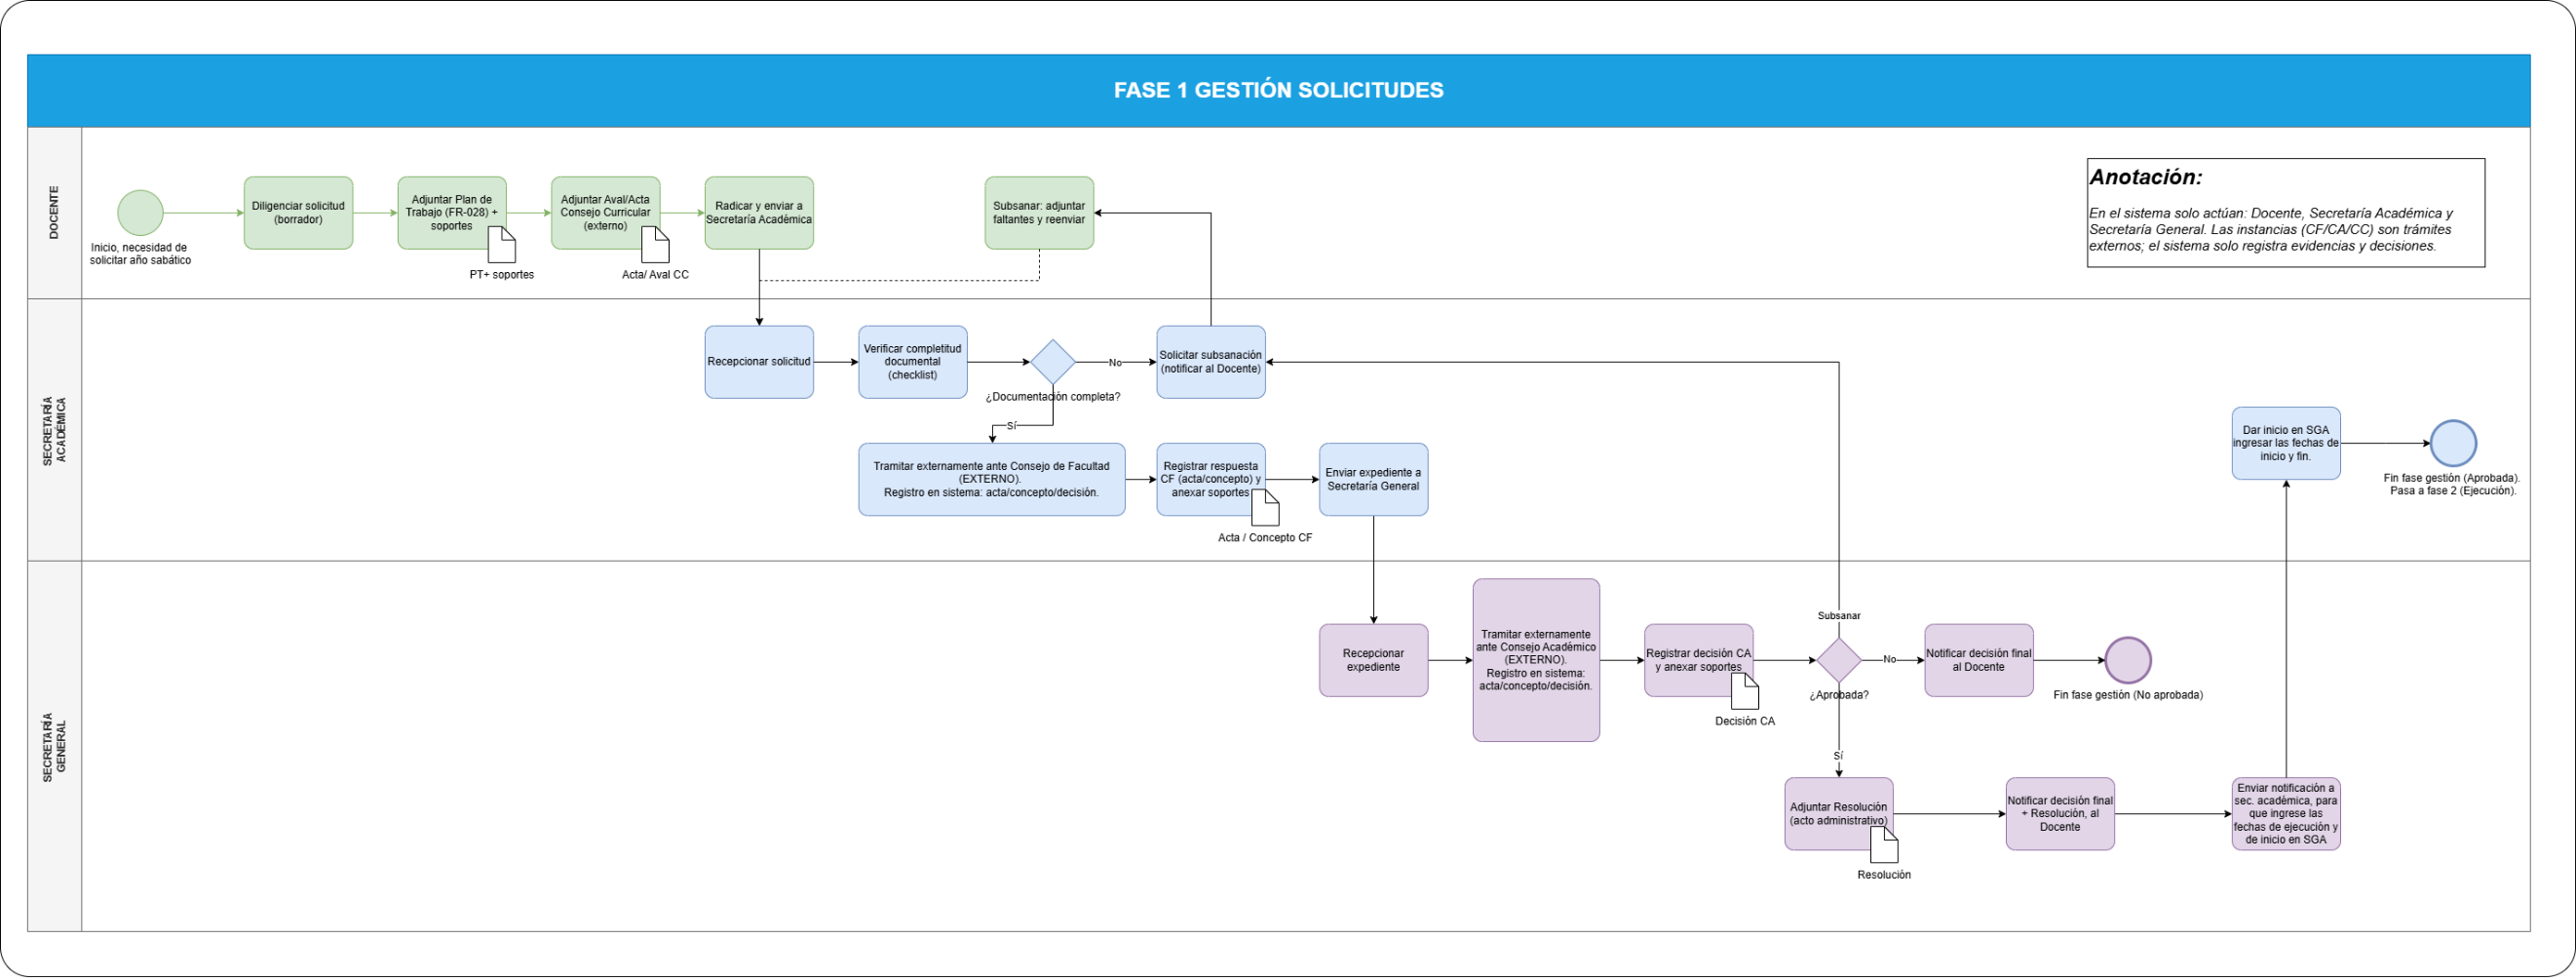 FASE 1 GESTIÓN SOLICITUDES
DOCENTE
Inicio, necesidad de
solicitar año sabático
Diligenciar solicitud
(borrador)
Adjuntar Plan de
Trabajo (FR-028) +
soportes
PT+ soportes
Adjuntar Aval/Acta
Consejo Curricular
(externo)
Acta/ Aval CC
Radicar y enviar a
Secretaría Académica
Subsanar: adjuntar
faltantes y reenviar
Anotación:
En el sistema solo actúan: Docente, Secretaría Académica y
Secretaría General. Las instancias (CF/CA/CC) son trámites
externos; el sistema solo registra evidencias y decisiones.
SECRETARÍA
ACADÉMICA
Recepcionar solicitud
Verificar completitud
documental
(checklist)
¿Documentación completa?
No
Sí
Solicitar subsanación
(notificar al Docente)
Tramitar externamente ante Consejo de Facultad
(EXTERNO).
Registro en sistema: acta/concepto/decisión.
Registrar respuesta
CF (acta/concepto) y
anexar soportes
Acta / Concepto CF
Enviar expediente a
Secretaría General
Dar inicio en SGA
ingresar las fechas de
inicio y fin.
Fin fase gestión (Aprobada).
Pasa a fase 2 (Ejecución).
SECRETARÍA
GENERAL
Recepcionar
expediente
Tramitar externamente
ante Consejo Académico
(EXTERNO).
Registro en sistema:
acta/concepto/decisión.
Registrar decisión CA
y anexar soportes
Decisión CA
Subsanar
¿Aprobada?
No
Sí
Notificar decisión final
al Docente
Fin fase gestión (No aprobada)
Adjuntar Resolución
(acto administrativo)
Resolución
Notificar decisión final
+ Resolución, al
Docente
Enviar notificación a
sec. académica, para
que ingrese las
fechas de ejecución y
de inicio en SGA